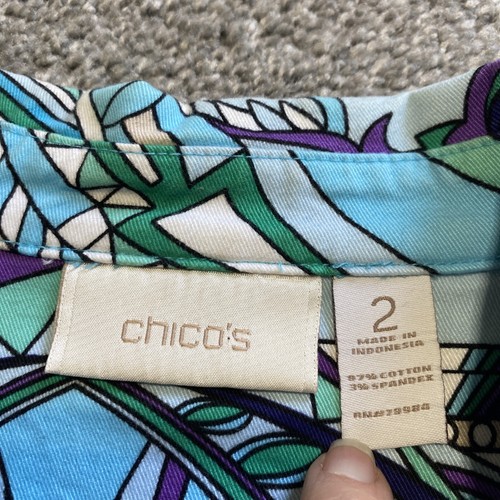 chico's
2
MADE IN
INDONESIA
97% COTTON
3% SPANDEX
RN#79984